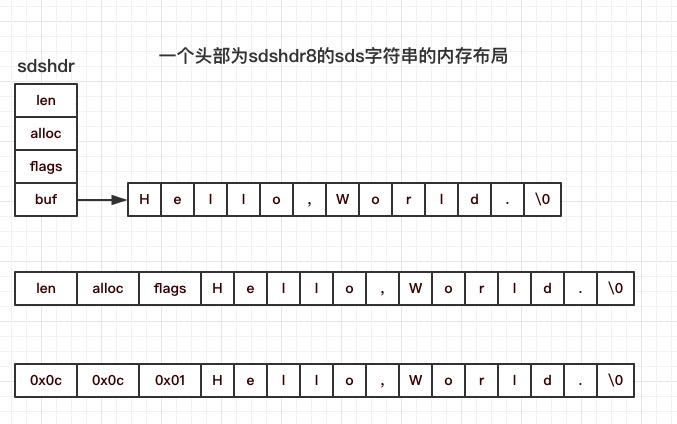 一个头部为sdshdr8的sds字符串的内存布局
sdshdr
len
alloc
flags
buf H e l l o , W o r l d . \0
len alloc flags H e l l o , W o r l d . \0
0x0c 0x0c 0x01 H e l l o , W o r l d . \0